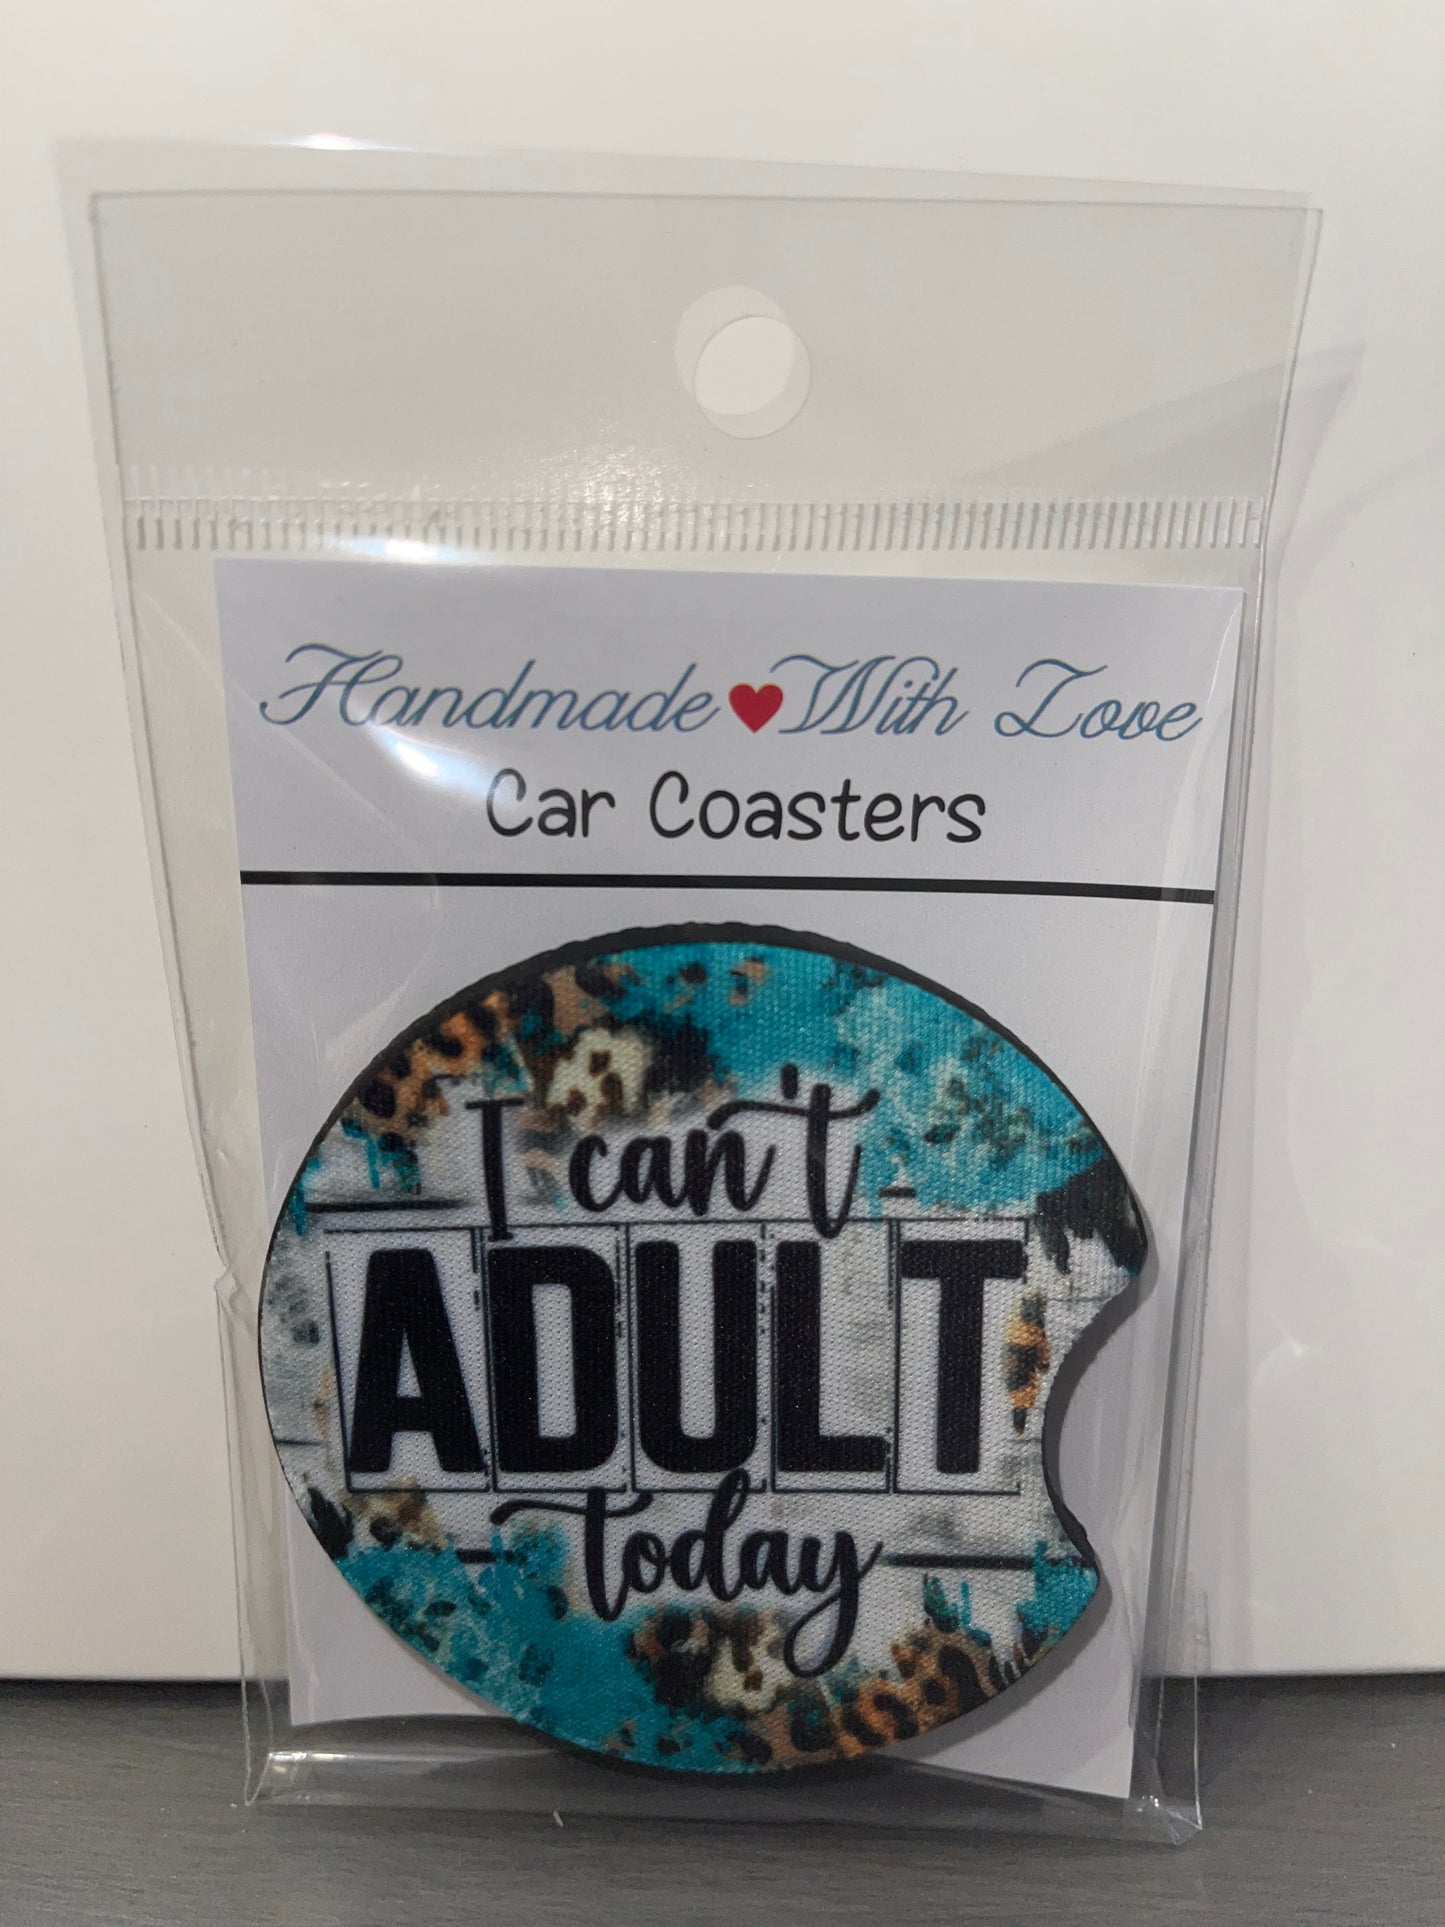 Handmade ❤ With Love
Car Coasters
I can't
ADULT
today